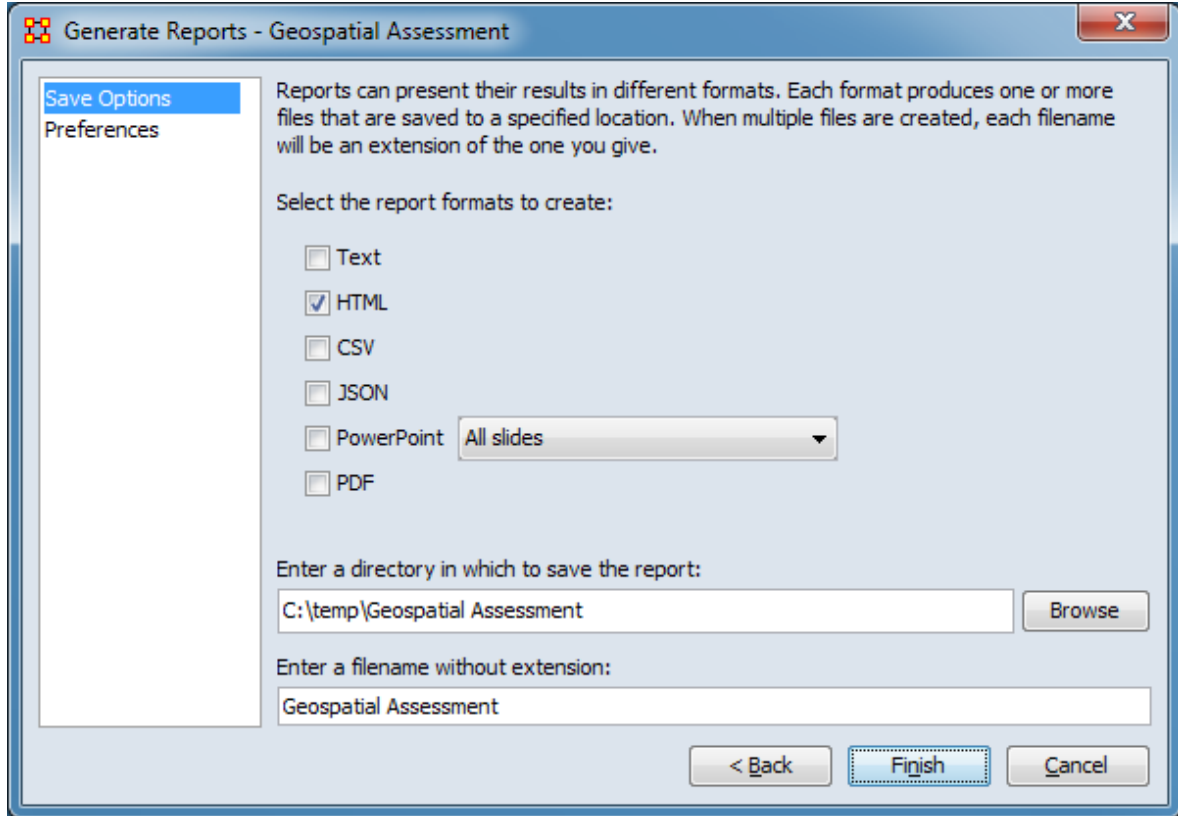 Generate Reports - Geospatial Assessment
X
Save Options
Preferences
Reports can present their results in different formats. Each format produces one or more
files that are saved to a specified location. When multiple files are created, each filename
will be an extension of the one you give.
Select the report formats to create:
Text
HTML
CSV
JSON
PowerPoint All slides
PDF
Enter a directory in which to save the report:
C:\temp\Geospatial Assessment Browse
Enter a filename without extension:
Geospatial Assessment
< Back Finish Cancel